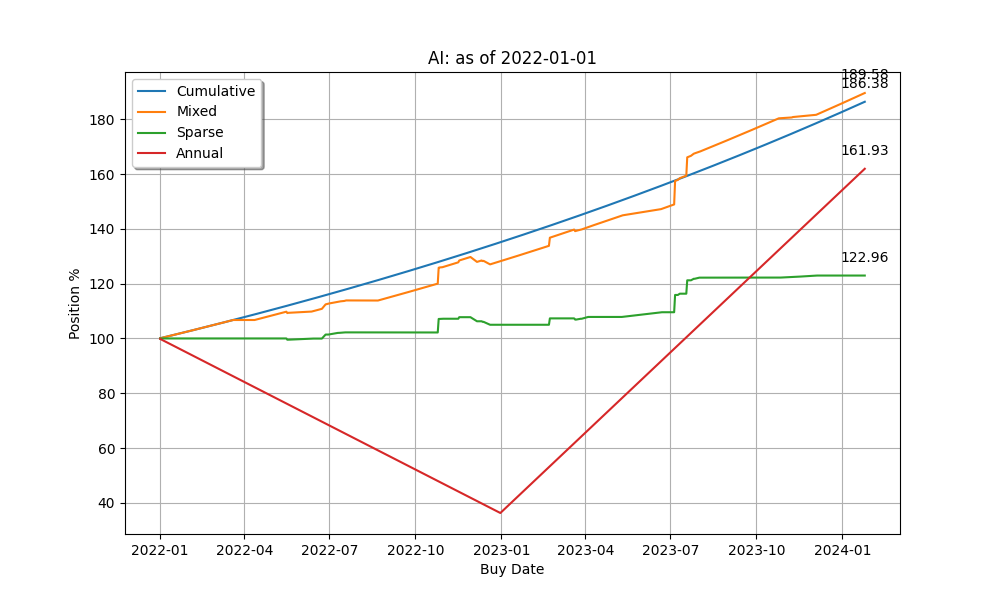 AI: as of 2022-01-01
189.58
186.38
Cumulative
Mixed
Sparse
Annual
161.93
122.96
180
160
140
120
100
80
60
40
Position %
2022-01 2022-04 2022-07 2022-10 2023-01 2023-04 2023-07 2023-10 2024-01
Buy Date